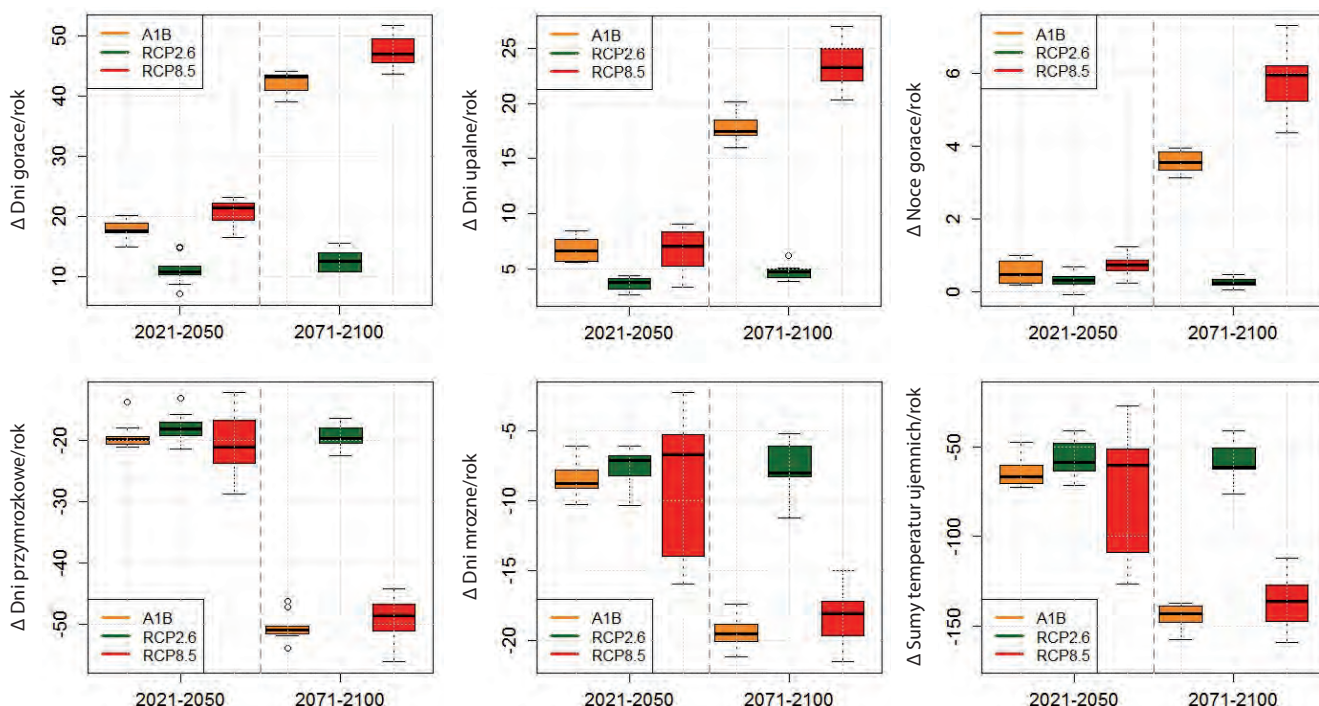 Δ Dni gorace/rok
50
40
30
20
10
A1B
RCP2.6
RCP8.5
2021-2050
2071-2100
Δ Dni upalne/rok
25
20
15
10
5
A1B
RCP2.6
RCP8.5
2021-2050
2071-2100
Δ Noce gorace/rok
6
4
2
0
A1B
RCP2.6
RCP8.5
2021-2050
2071-2100
Δ Dni przymrozkowe/rok
-20
-30
-40
-50
A1B
RCP2.6
RCP8.5
2021-2050
2071-2100
Δ Dni mrozne/rok
-5
-10
-15
-20
A1B
RCP2.6
RCP8.5
2021-2050
2071-2100
Δ Sumy temperatur ujemnich/rok
-50
-100
-150
A1B
RCP2.6
RCP8.5
2021-2050
2071-2100